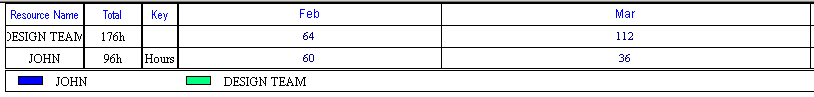 Resource Name Total Key Feb Mar
DESIGN TEAM 176h 64 112
JOHN 96h Hours 60 36
JOHN DESIGN TEAM